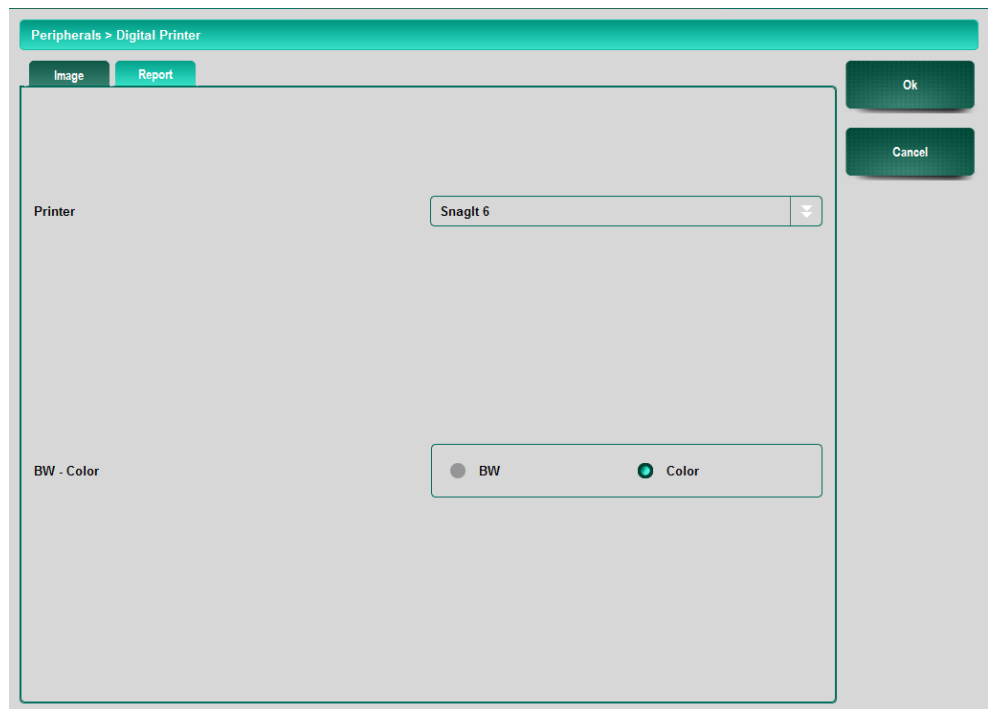 Peripherals > Digital Printer
Image
Report
Ok
Cancel
Printer
SnagIt 6
BW - Color
BW
Color